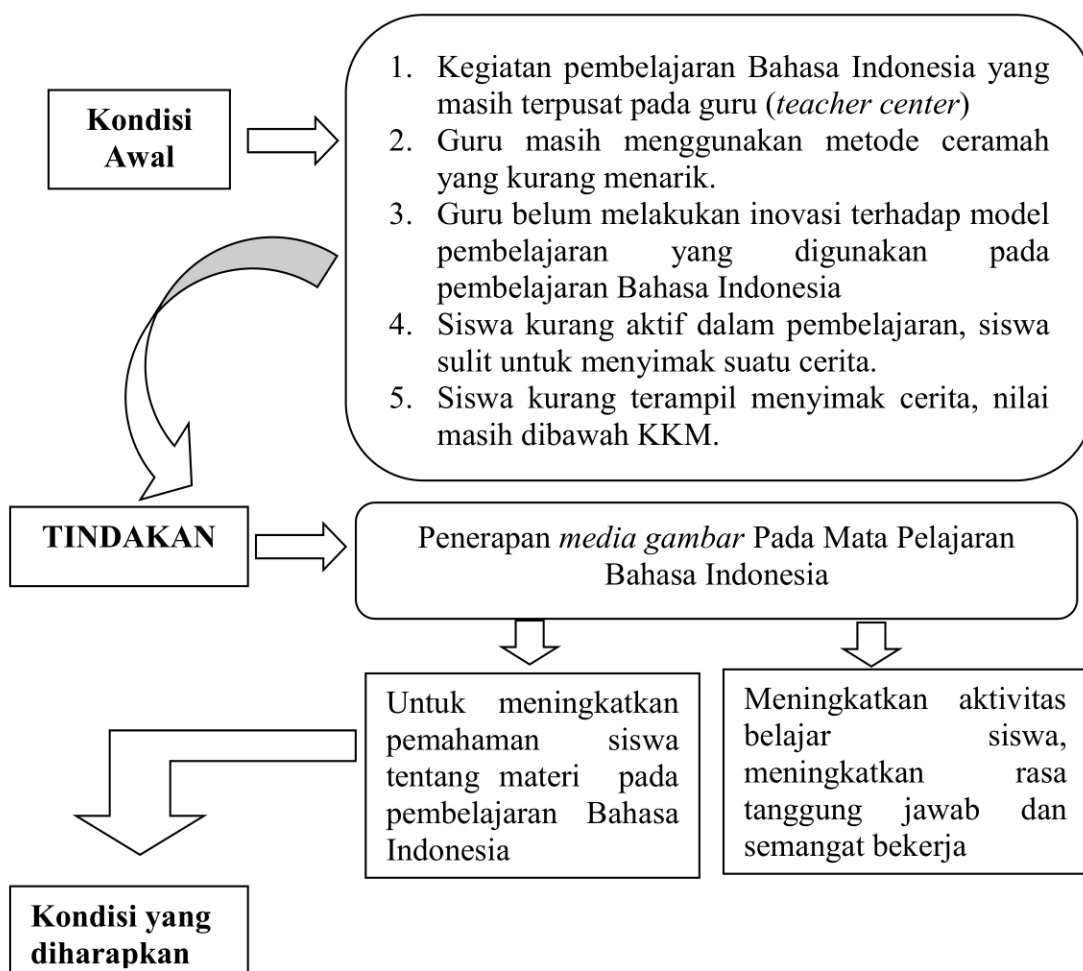 Kondisi
Awal
1. Kegiatan pembelajaran Bahasa Indonesia yang
masih terpusat pada guru (teacher center)
2. Guru masih menggunakan metode ceramah
yang kurang menarik.
3. Guru belum melakukan inovasi terhadap model
pembelajaran yang digunakan pada
pembelajaran Bahasa Indonesia
4. Siswa kurang aktif dalam pembelajaran, siswa
sulit untuk menyimak suatu cerita.
5. Siswa kurang terampil menyimak cerita, nilai
masih dibawah KKM.
TINDAKAN
Penerapan media gambar Pada Mata Pelajaran
Bahasa Indonesia
Untuk meningkatkan
pemahaman siswa
tentang materi pada
pembelajaran Bahasa
Indonesia
Meningkatkan aktivitas
belajar siswa,
meningkatkan rasa
tanggung jawab dan
semangat bekerja
Kondisi yang
diharapkan